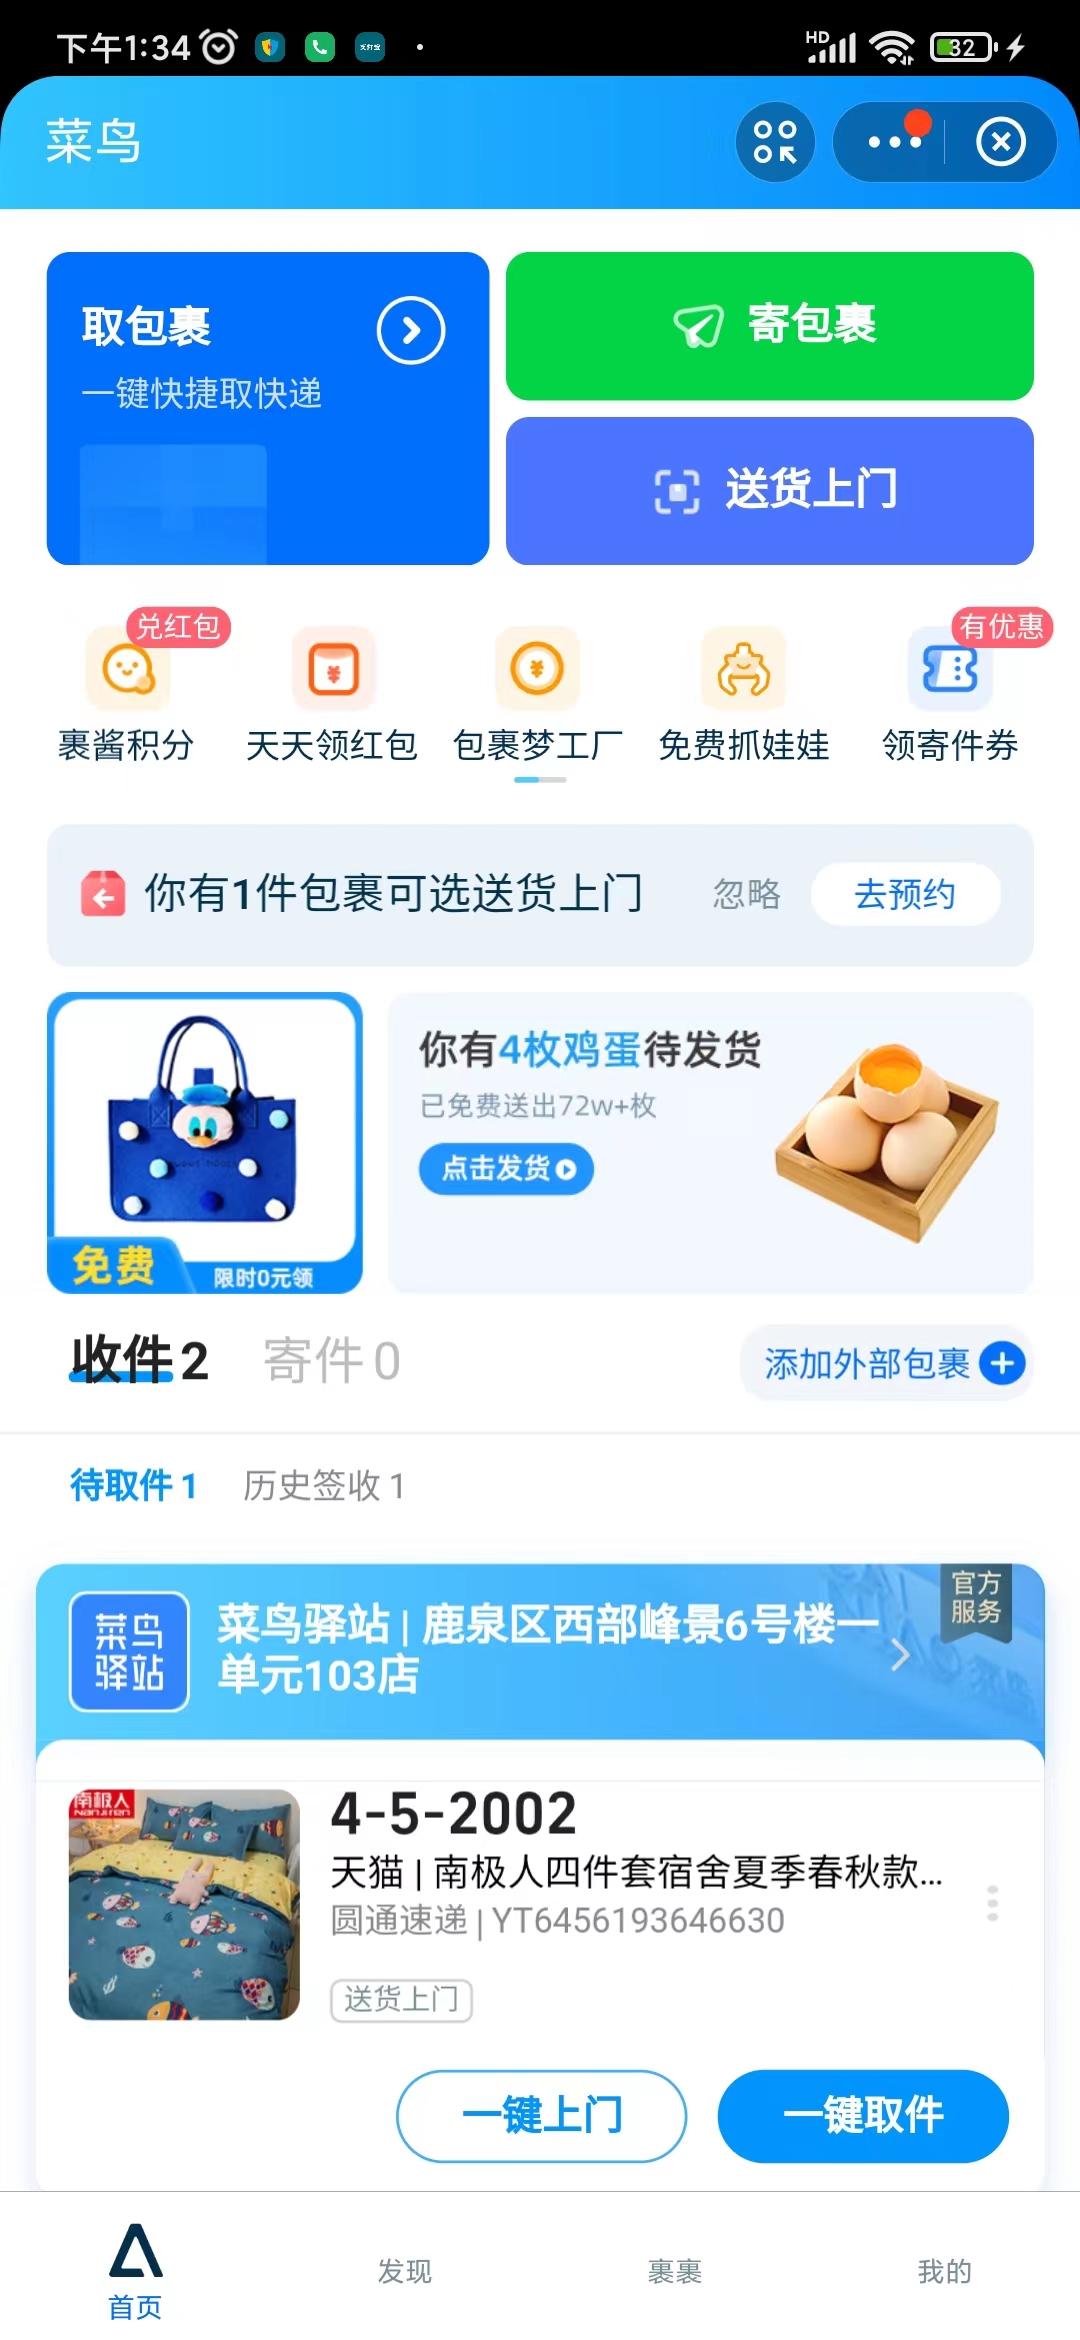 下午1:34
支付宝
HD
32
菜鸟
取包裹
一键快捷取快递
寄包裹
送货上门
兑红包
有优惠
裹酱积分
天天领红包
包裹梦工厂
免费抓娃娃
领寄件券
你有1件包裹可选送货上门
忽略
去预约
你有4枚鸡蛋待发货
已免费送出72w+枚
点击发货
免费
限时0元领
收件2
寄件0
添加外部包裹
待取件1
历史签收1
官方
服务
菜鸟
驿站
菜鸟驿站 | 鹿泉区西部峰景6号楼一
单元103店
南极人
NanJiren
4-5-2002
天猫 | 南极人四件套宿舍夏季春秋款...
圆通速递 | YT6456193646630
送货上门
一键上门
一键取件
首页
发现
裹裹
我的